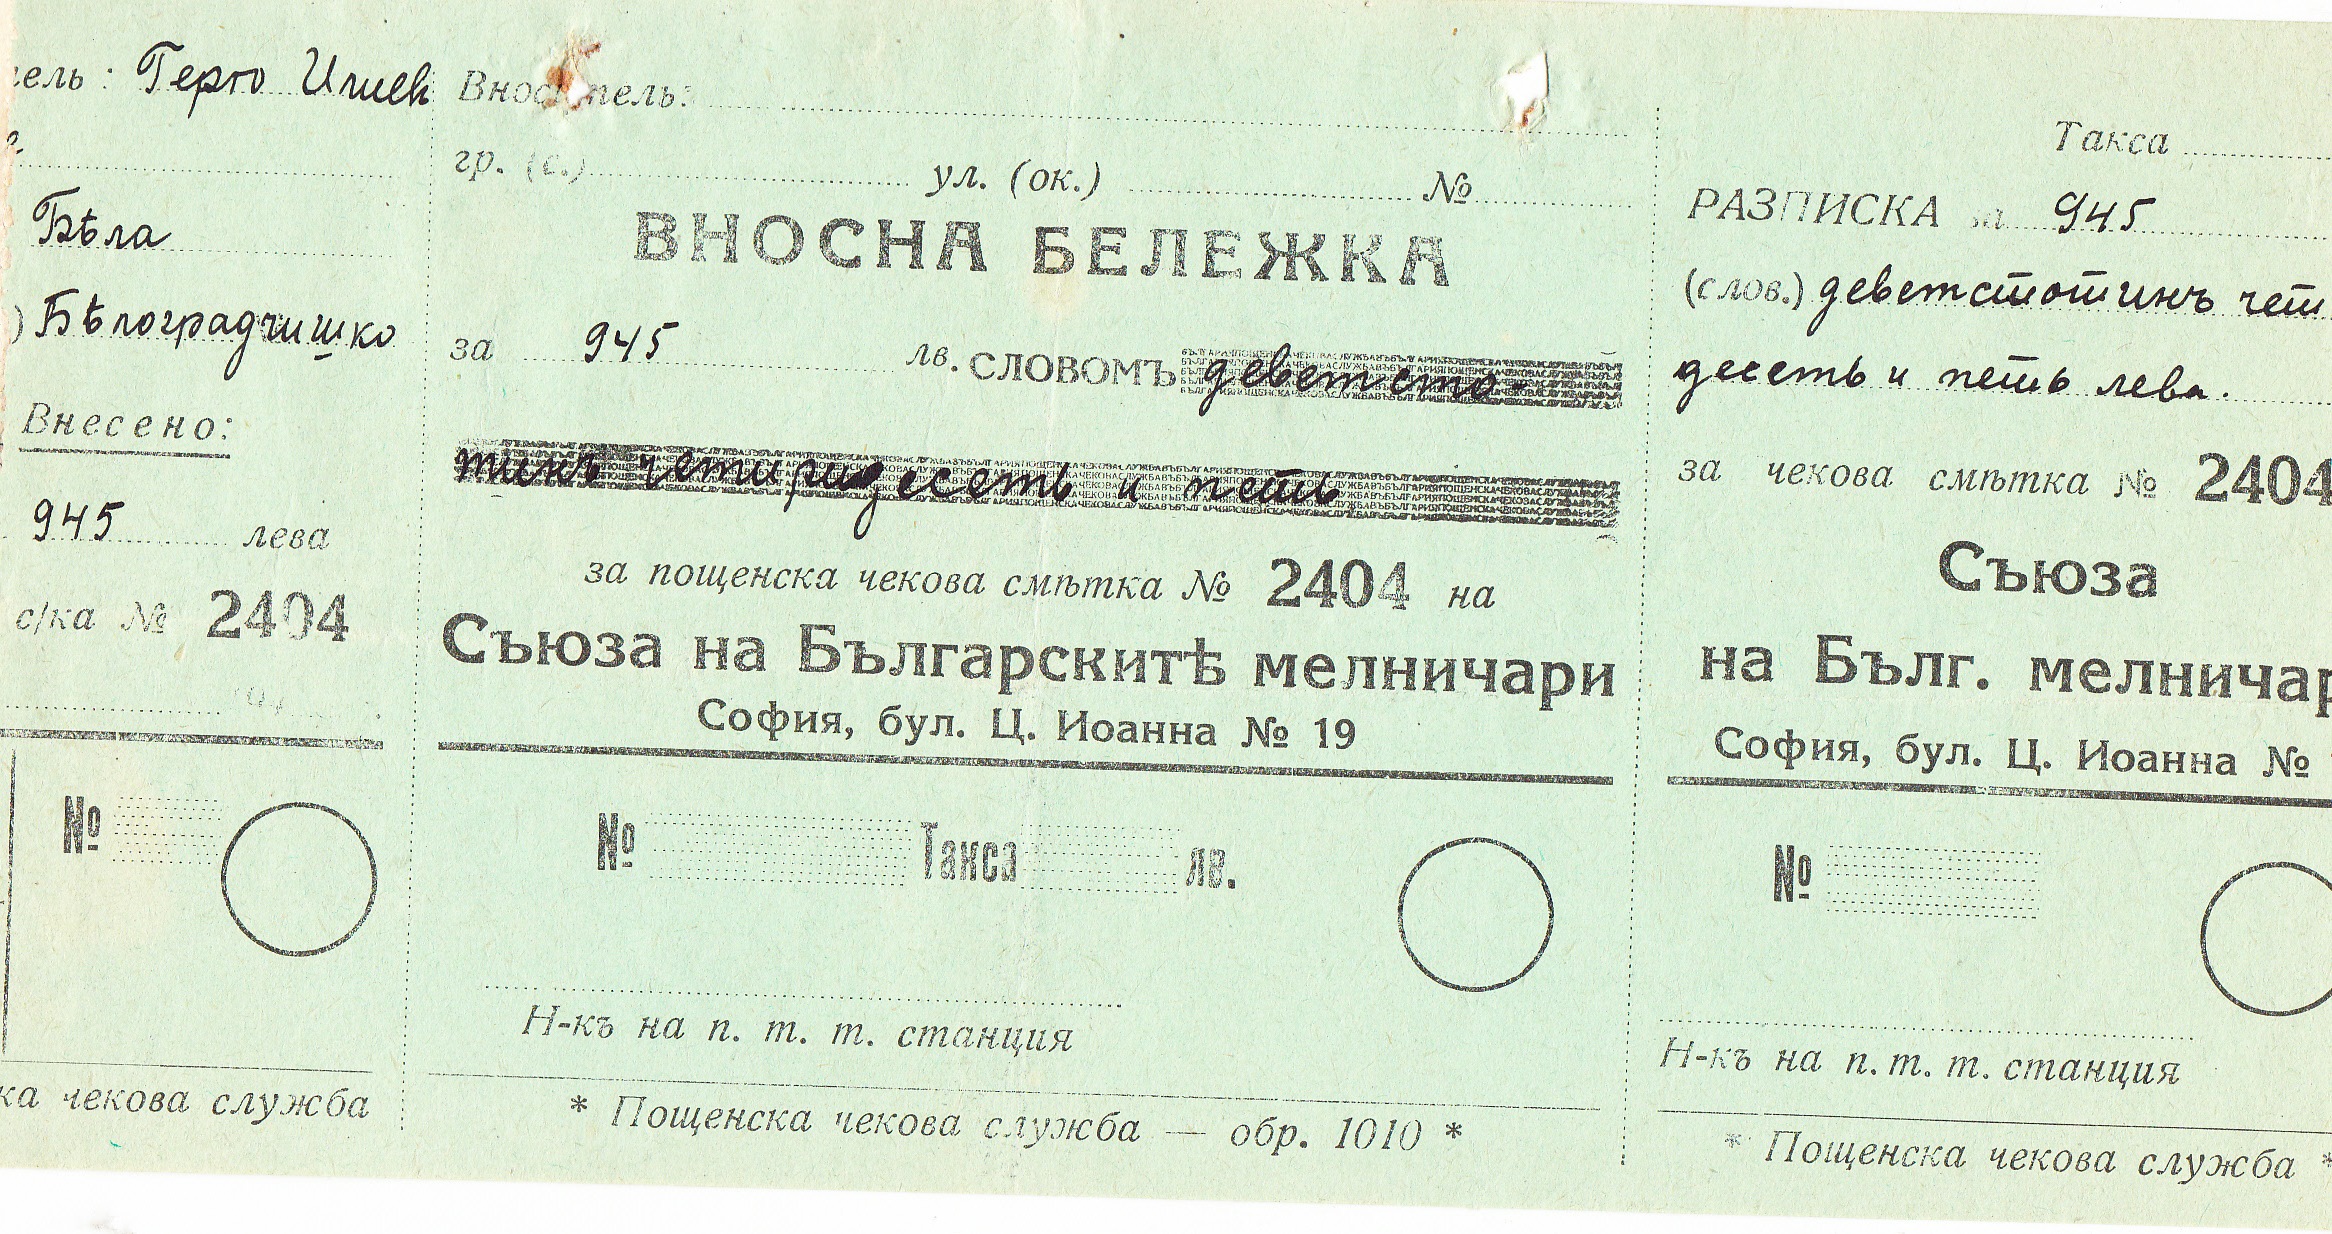 ель: Герго Илиев
Бѣла
) Бѣлоградчишко
Внесено:
945 лева
с/ка № 2404
194
№
ка чекова служба
Вноситель:
гр. (с.) ул. (ок.) №
ВНОСНА БЕЛЕЖКА
за 945 лв. СЛОВОМЪ деветсто-
тинъ четиридесеть и петь
за пощенска чекова смѣтка № 2404 на
Съюза на Българскитѣ мелничари
София, бул. Ц. Иоанна № 19
№ Такса лв.
Н-къ на п. т. т. станция
* Пощенска чекова служба — обр. 1010 *
Такса
РАЗПИСКА за 945
(слов.) деветстотинъ чет
десеть и петь лева.
за чекова смѣтка № 2404
Съюза
на Бълг. мелничар
София, бул. Ц. Иоанна №
№
Н-къ на п. т. т. станция
* Пощенска чекова служба *